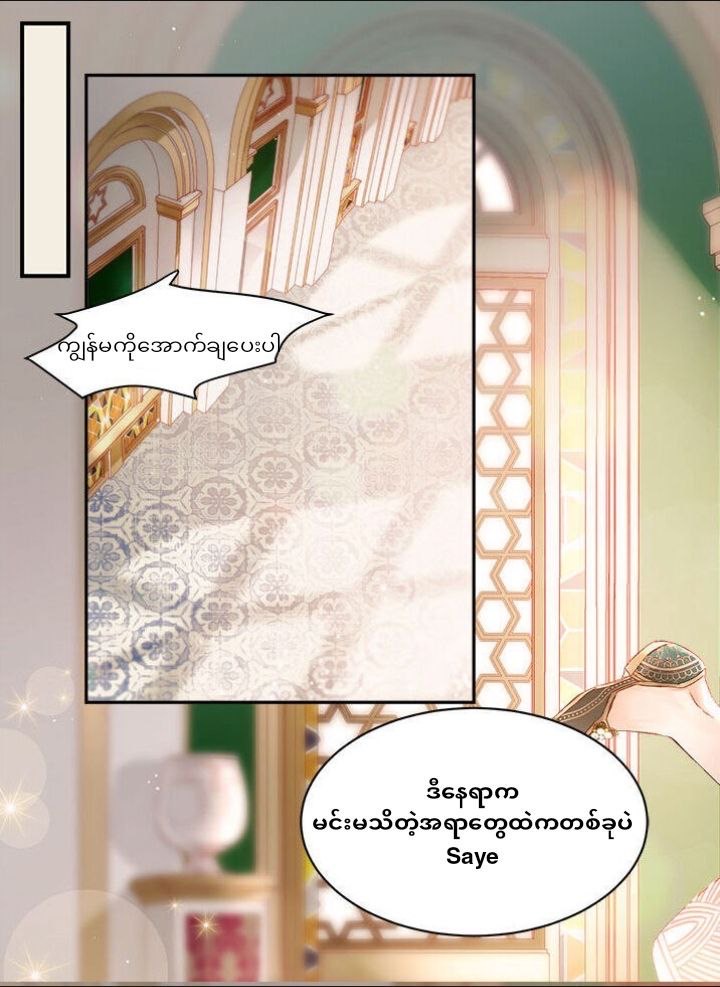 ကျွန်မကိုအောက်ချပေးပါ
ဒီနေရာက
မင်းမသိတဲ့အရာတွေထဲကတစ်ခုပဲ
Saye